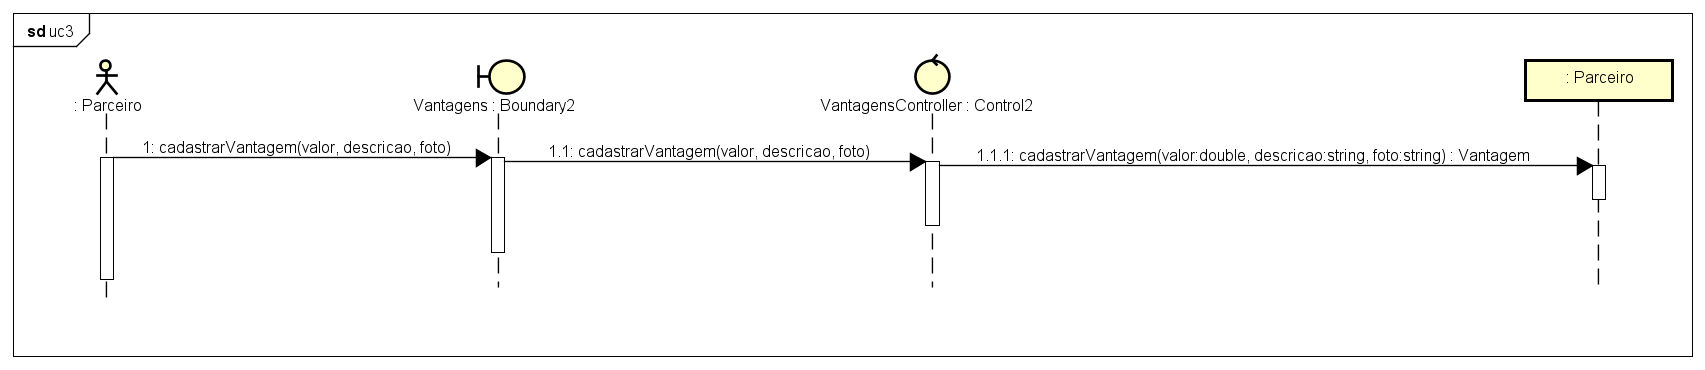 sd uc3
: Parceiro
Vantagens : Boundary2
VantagensController : Control2
: Parceiro
1: cadastrarVantagem(valor, descricao, foto)
1.1: cadastrarVantagem(valor, descricao, foto)
1.1.1: cadastrarVantagem(valor:double, descricao:string, foto:string) : Vantagem